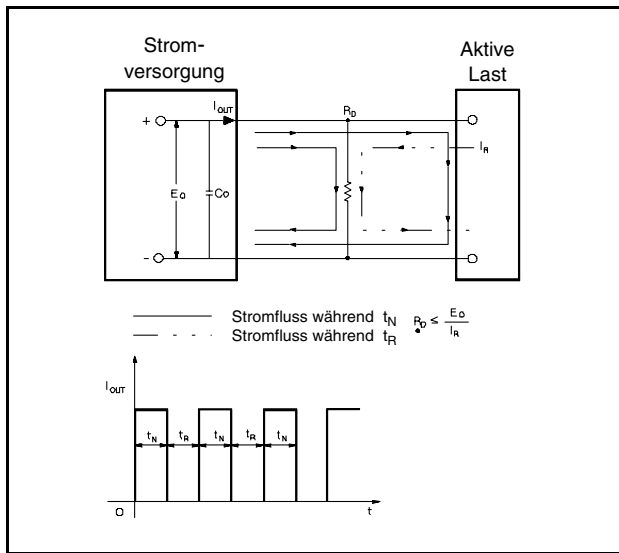 Strom-
versorgung
Aktive
Last
I_OUT
R_D
+
I_R
E_O
C_O
-
Stromfluss während t_N
Stromfluss während t_R
R_D ≤ E_O / I_R
I_OUT
t_N t_R t_N t_R t_N
O
t